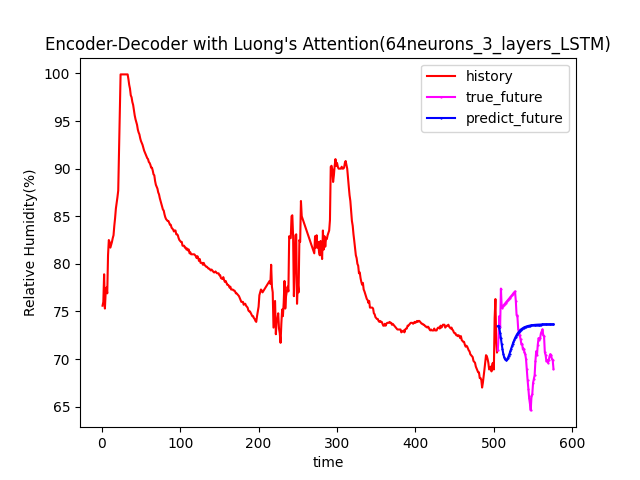 Encoder-Decoder with Luong's Attention(64neurons_3_layers_LSTM)
history
true_future
predict_future
Relative Humidity(%)
100
95
90
85
80
75
70
65
0 100 200 300 400 500 600
time